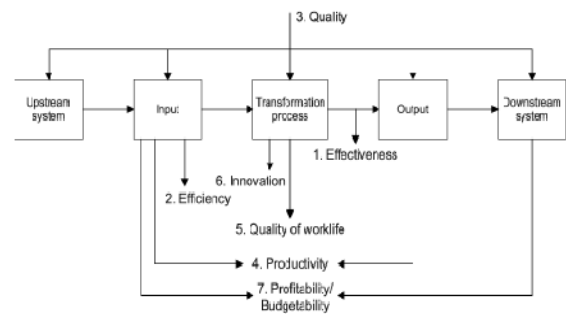 3. Quality
Upstream
system
Input
Transformation
process
Output
Downstream
system
1. Effectiveness
6. Innovation
2. Efficiency
5. Quality of worklife
4. Productivity
7. Profitability/
Budgetability